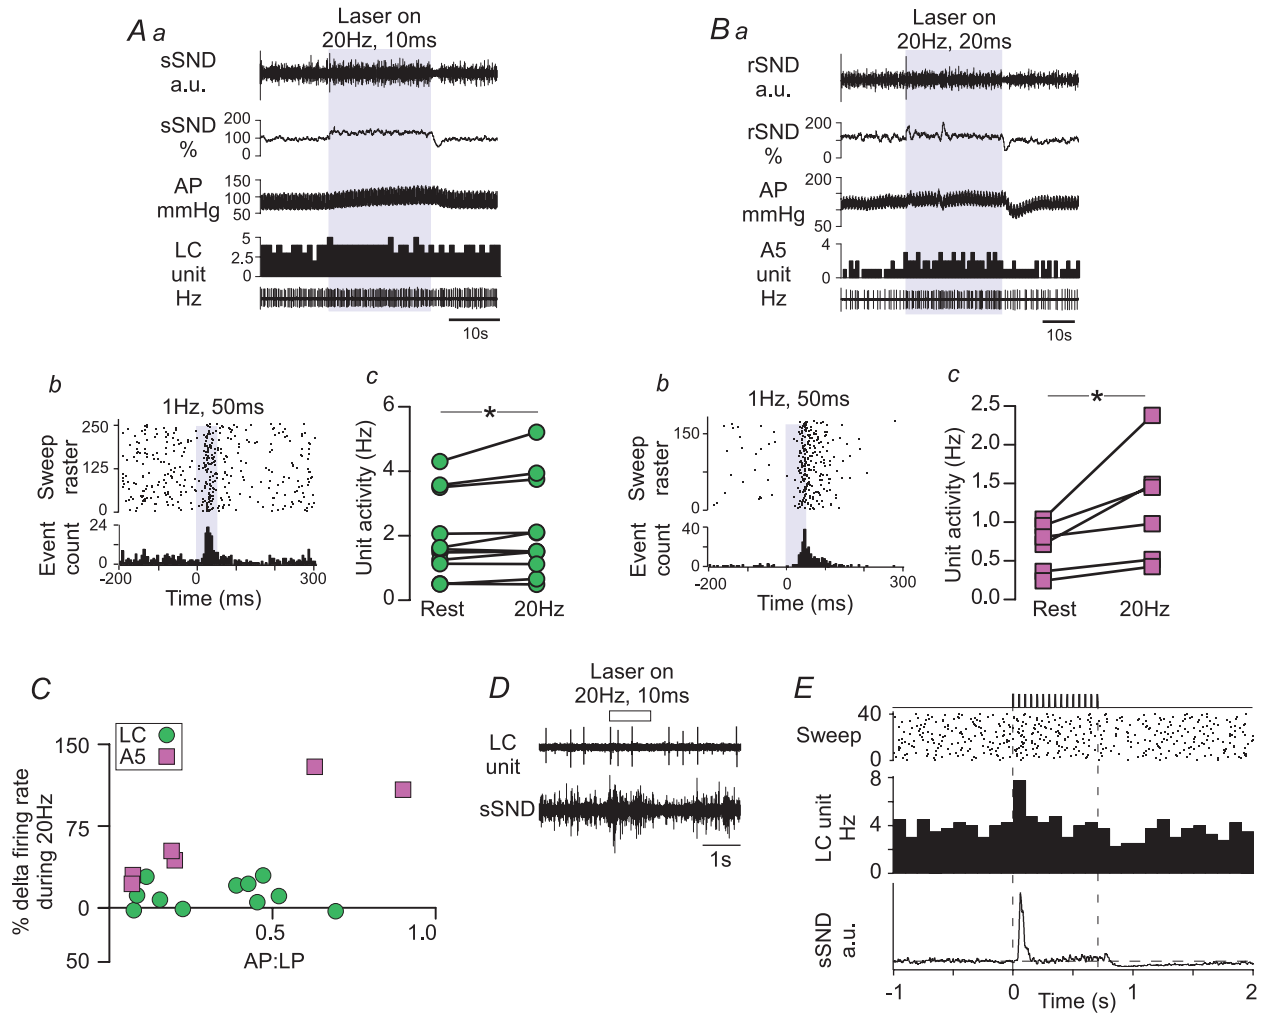 A a
Laser on
20Hz, 10ms
sSND
a.u.
sSND
%
200
100
0
AP
mmHg
150
100
50
LC
unit
5
2.5
0
Hz
10s
B a
Laser on
20Hz, 20ms
rSND
a.u.
rSND
%
200
0
AP
mmHg
200
50
A5
unit
4
0
Hz
10s
b
1Hz, 50ms
Sweep
raster
250
125
0
Event
count
24
0
-200
0
300
Time (ms)
c
Unit activity (Hz)
6
4
2
0
*
Rest
20Hz
b
1Hz, 50ms
Sweep
raster
150
0
Event
count
40
0
-200
0
300
Time (ms)
c
Unit activity (Hz)
2.5
2.0
1.5
1.0
0.5
0.0
*
Rest
20Hz
C
LC
A5
% delta firing rate
during 20Hz
150
75
0
50
0.5
1.0
AP:LP
D
Laser on
20Hz, 10ms
LC
unit
sSND
1s
E
Sweep
40
0
LC unit
Hz
8
4
0
sSND
a.u.
-1
0
1
2
Time (s)